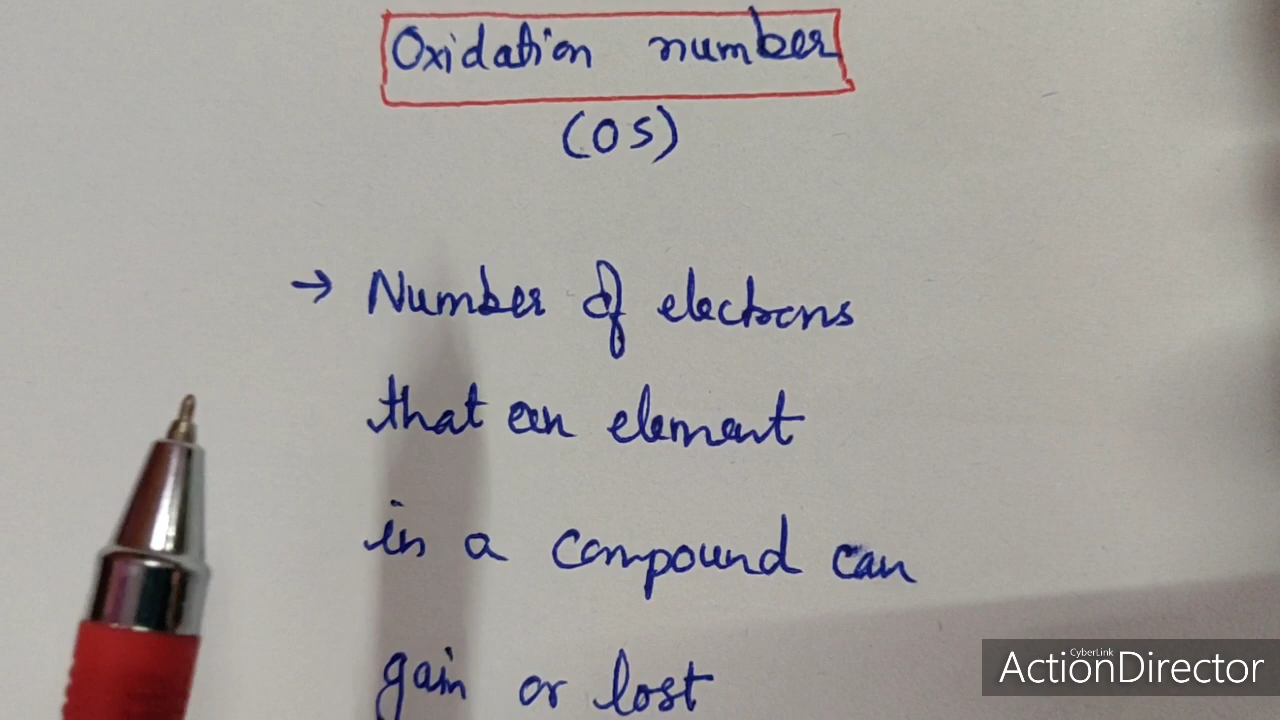 Oxidation number
(OS)
→ Number of electrons
that an element
in a compound can
gain or lost
CyberLink
ActionDirector